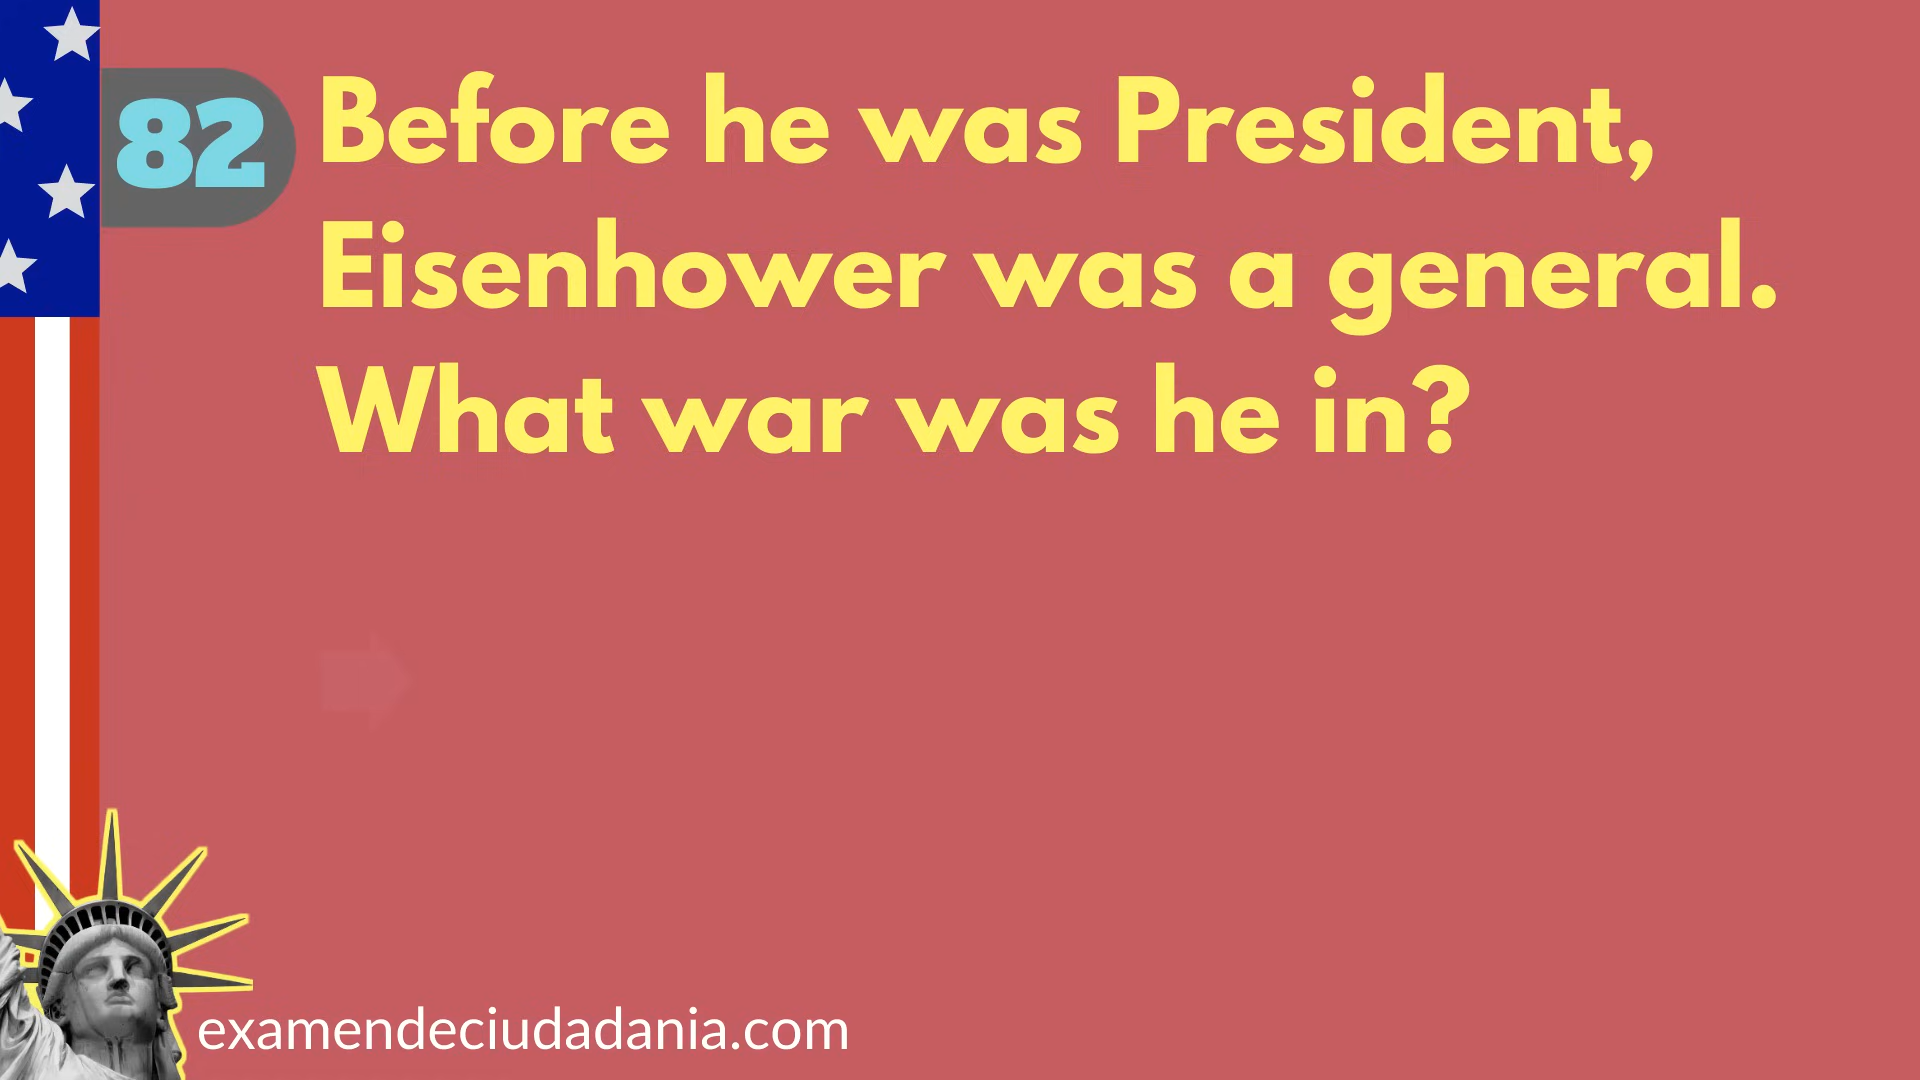 82
Before he was President,
Eisenhower was a general.
What war was he in?
examendeciudadania.com